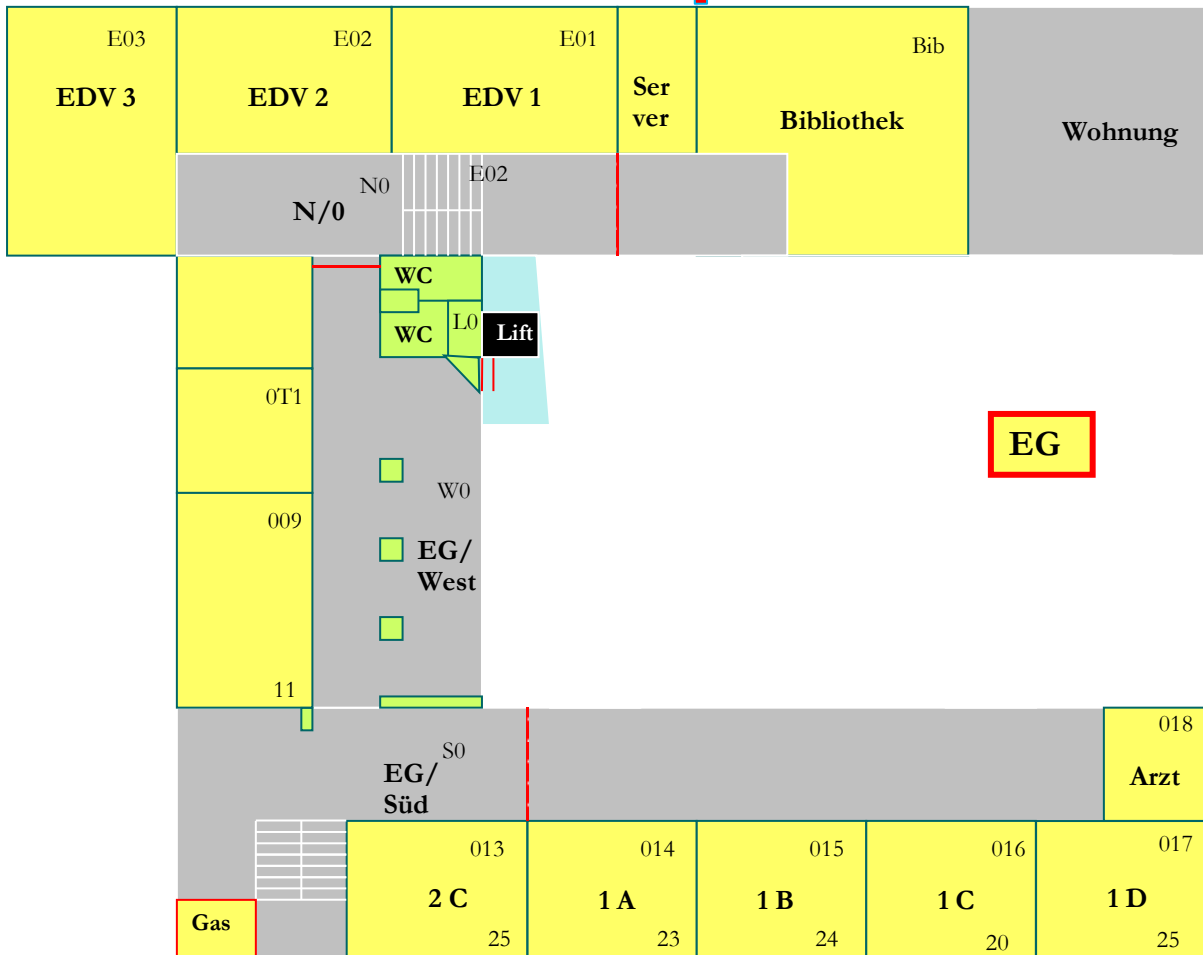 E03
EDV 3
E02
EDV 2
E01
EDV 1
Ser
ver
Bib
Bibliothek
Wohnung
N0
N/0
E02
WC
WC
L0
Lift
0T1
EG
009
W0
EG/
West
11
S0
EG/
Süd
018
Arzt
013
2 C
25
014
1 A
23
015
1 B
24
016
1 C
20
017
1 D
25
Gas